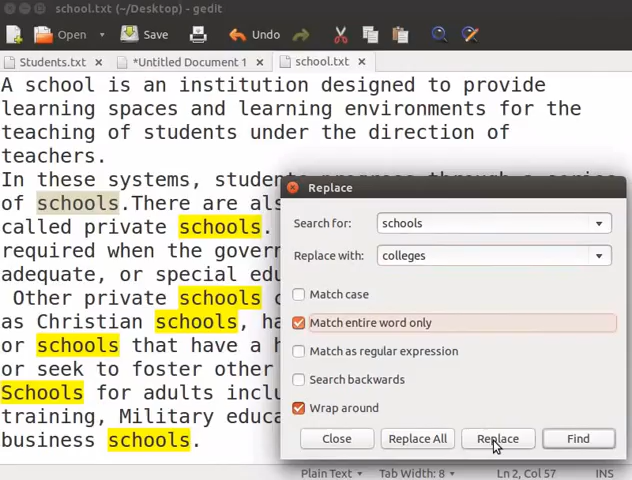 school.txt (~/Desktop) - gedit
Open Save Undo
Students.txt *Untitled Document 1 school.txt
A school is an institution designed to provide
learning spaces and learning environments for the
teaching of students under the direction of
teachers.
In these systems, students progress through a series
of schools.There are als
called private schools.
required when the gover
adequate, or special edu
Other private schools
as Christian schools, ha
or schools that have a h
or seek to foster other
Schools for adults inclu
training, Military educa
business schools.
Replace
Search for: schools
Replace with: colleges
Match case
Match entire word only
Match as regular expression
Search backwards
Wrap around
Close Replace All Replace Find
Plain Text Tab Width: 8 Ln 2, Col 57 INS